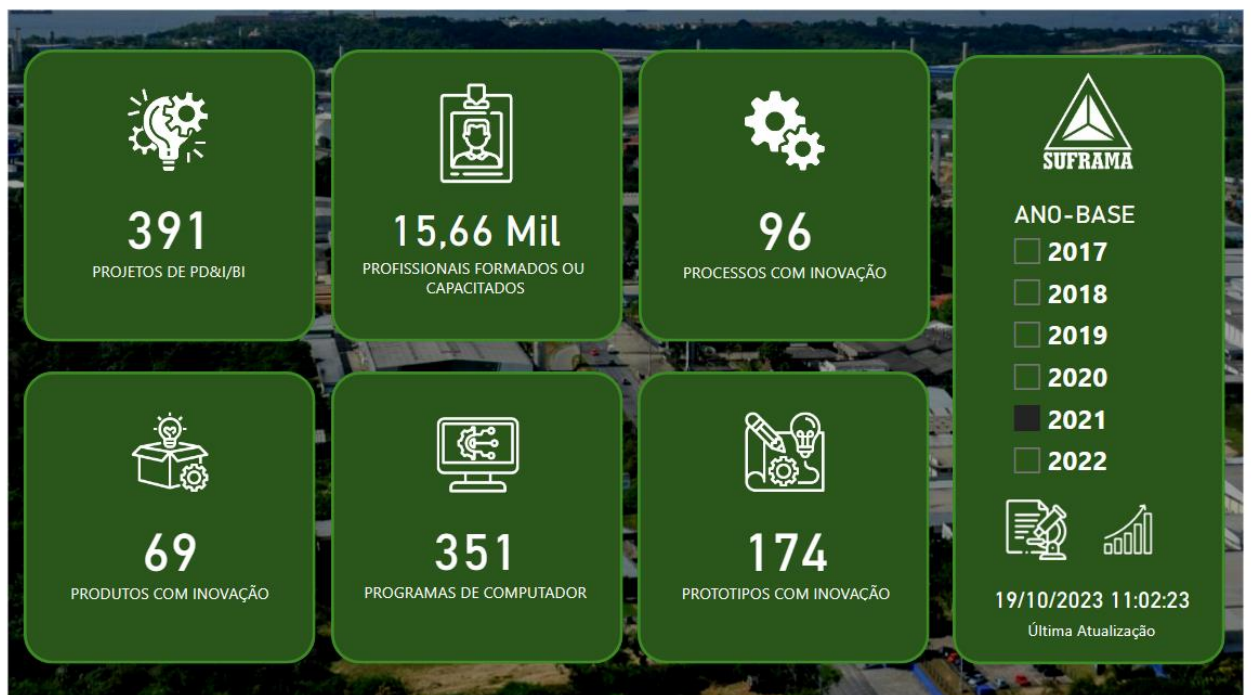 391
PROJETOS DE PD&I/BI
15,66 Mil
PROFISSIONAIS FORMADOS OU
CAPACITADOS
96
PROCESSOS COM INOVAÇÃO
69
PRODUTOS COM INOVAÇÃO
351
PROGRAMAS DE COMPUTADOR
174
PROTOTIPOS COM INOVAÇÃO
SUFRAMA
ANO-BASE
2017
2018
2019
2020
2021
2022
19/10/2023 11:02:23
Última Atualização